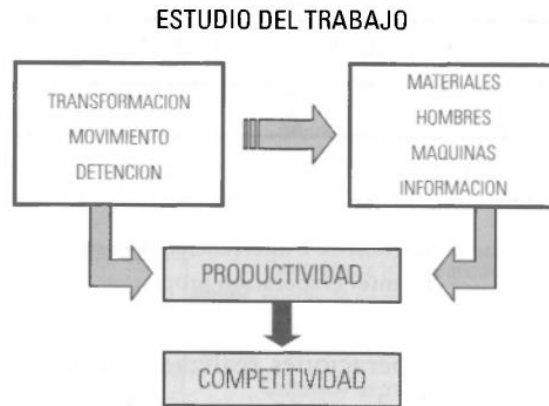 ESTUDIO DEL TRABAJO
TRANSFORMACION
MOVIMIENTO
DETENCION
MATERIALES
HOMBRES
MAQUINAS
INFORMACION
PRODUCTIVIDAD
COMPETITIVIDAD